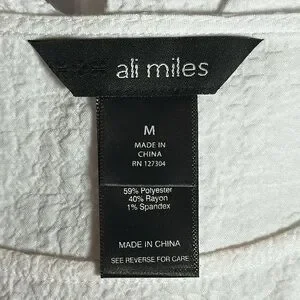 ali miles
M
MADE IN
CHINA
RN 127304
59% Polyester
40% Rayon
1% Spandex
MADE IN CHINA
SEE REVERSE FOR CARE